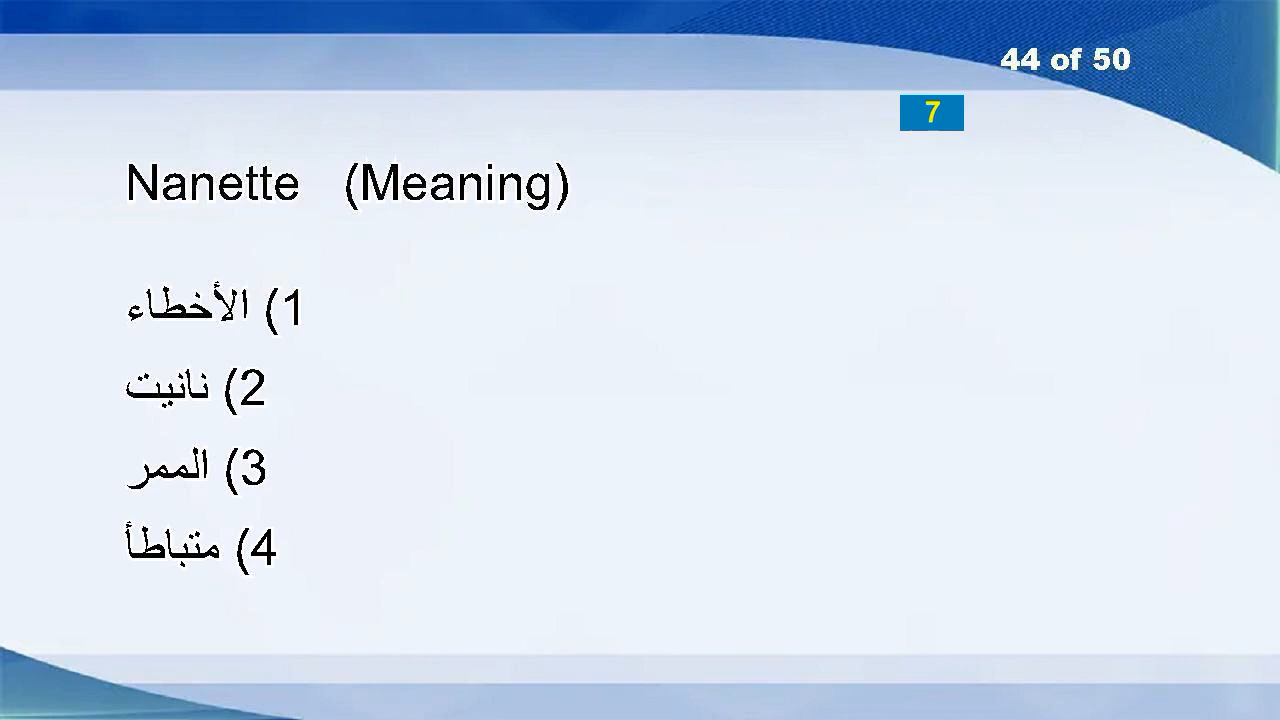 44 of 50
7
Nanette (Meaning)
1) الأخطاء
2) نانيت
3) الممر
4) متباطأ